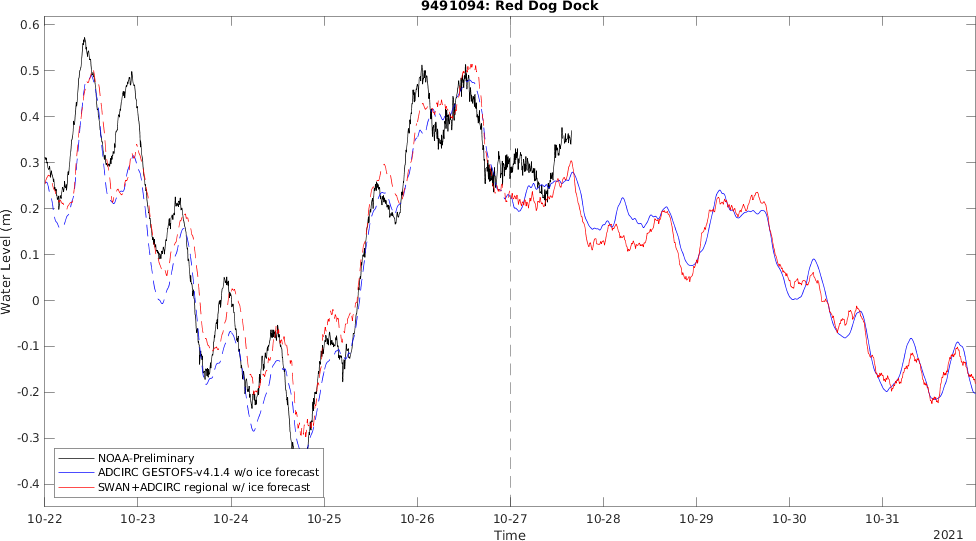 9491094: Red Dog Dock
0.6
0.5
0.4
0.3
0.2
0.1
0
-0.1
-0.2
-0.3
-0.4
Water Level (m)
NOAA-Preliminary
ADCIRC GESTOFS-v4.1.4 w/o ice forecast
SWAN+ADCIRC regional w/ ice forecast
10-22 10-23 10-24 10-25 10-26 10-27 10-28 10-29 10-30 10-31
Time
2021